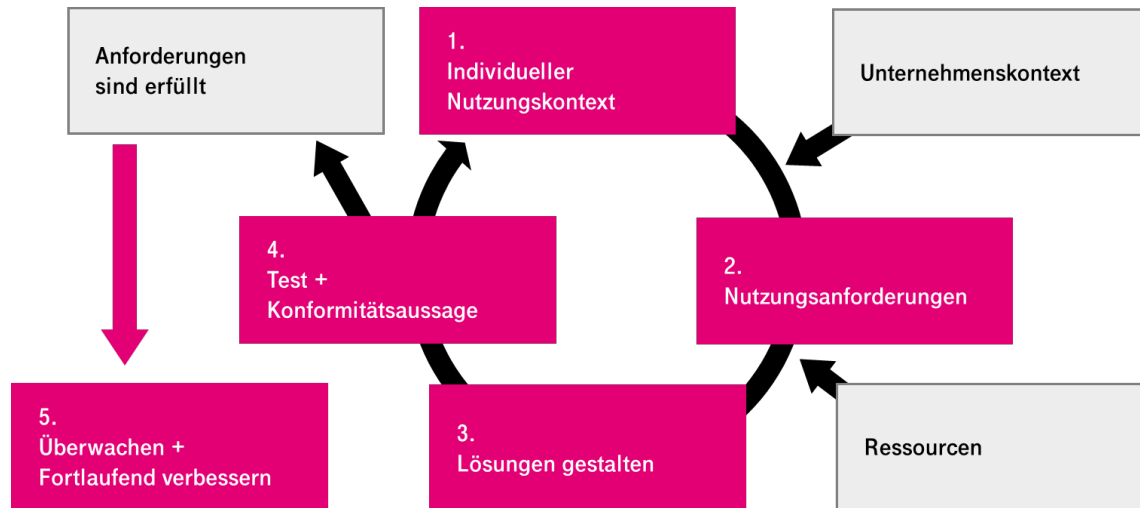 Anforderungen
sind erfüllt
1.
Individueller
Nutzungskontext
Unternehmenskontext
4.
Test +
Konformitätsaussage
2.
Nutzungsanforderungen
5.
Überwachen +
Fortlaufend verbessern
3.
Lösungen gestalten
Ressourcen